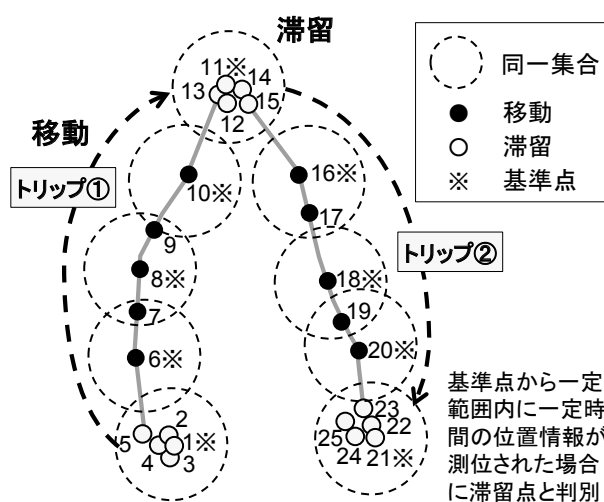 滞留
同一集合
移動
滞留
※ 基準点
移動
トリップ①
トリップ②
11※
13
14
12
15
10※
16※
9
17
8※
18※
7
19
6※
20※
5
2
1※
4
3
23
22
25
24
21※
基準点から一定
範囲内に一定時
間の位置情報が
測位された場合
に滞留点と判別